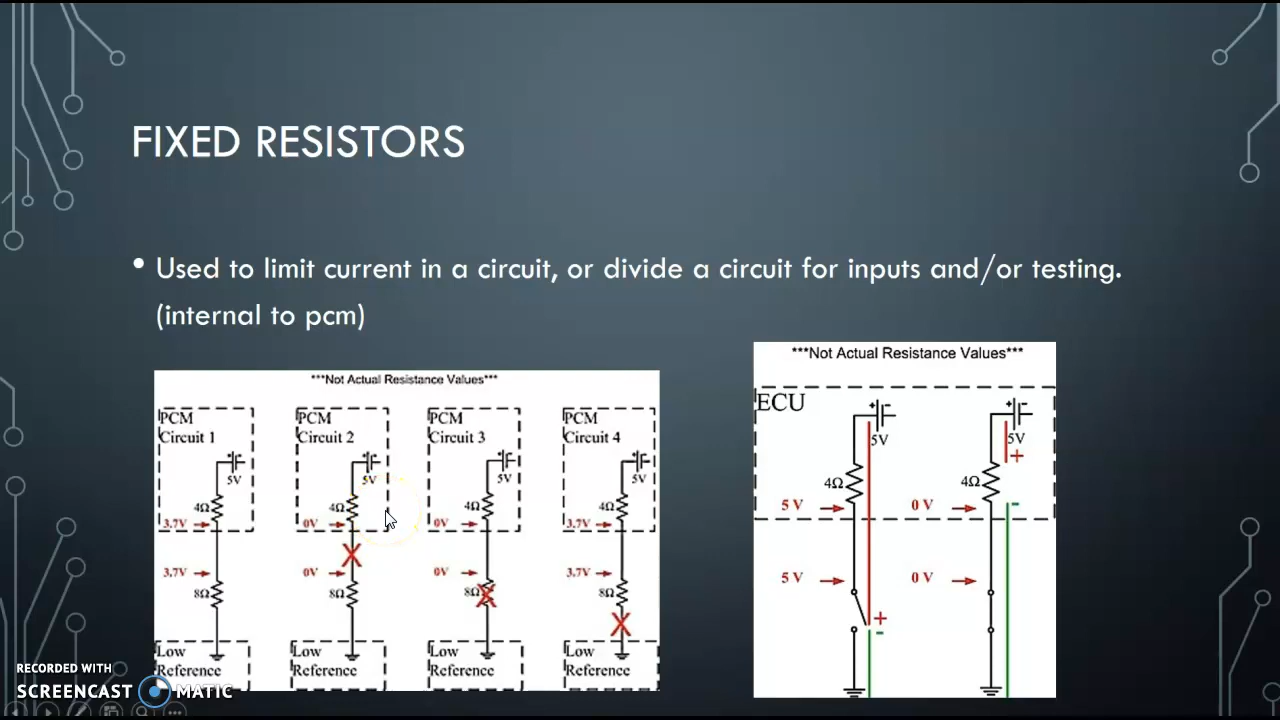 FIXED RESISTORS
• Used to limit current in a circuit, or divide a circuit for inputs and/or testing.
(internal to pcm)
***Not Actual Resistance Values***
PCM
Circuit 1
5V
4Ω
3.7V
3.7V
8Ω
Low
Reference
PCM
Circuit 2
5V
4Ω
0V
0V
8Ω
Low
Reference
PCM
Circuit 3
5V
4Ω
0V
0V
8Ω
Low
Reference
PCM
Circuit 4
5V
4Ω
3.7V
3.7V
8Ω
Low
Reference
***Not Actual Resistance Values***
ECU
+ -
5V
4Ω
5 V
5 V
+
-
+ -
5V
+
4Ω
0 V
-
0 V
RECORDED WITH
SCREENCAST MATIC